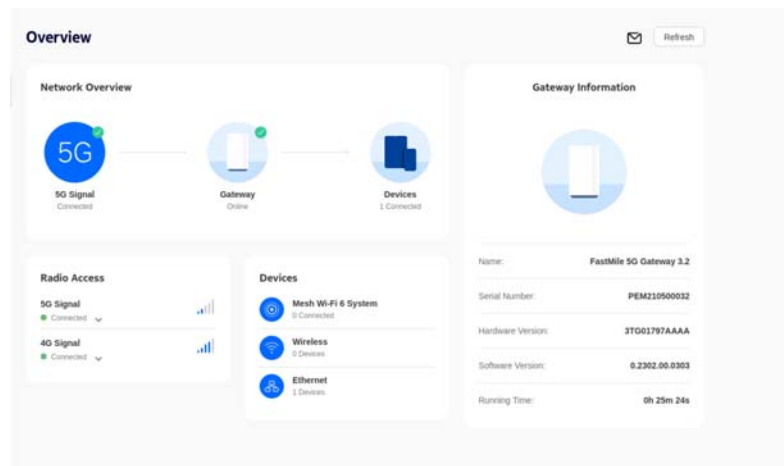 Overview
Refresh
Network Overview
5G
5G Signal
Connected
Gateway
Online
Devices
1 Connected
Radio Access
5G Signal
Connected
4G Signal
Connected
Devices
Mesh Wi-Fi 6 System
0 Connected
Wireless
0 Devices
Ethernet
1 Devices
Gateway Information
Name: FastMile 5G Gateway 3.2
Serial Number: PEM210500032
Hardware Version: 3TG01797AAAA
Software Version: 0.2302.00.0303
Running Time: 0h 25m 24s